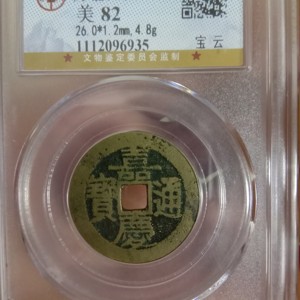 美 82
26.0*1.2mm, 4.8g
1112096935 宝云
★ 文物鉴定委员会监制 ★
嘉慶通寶